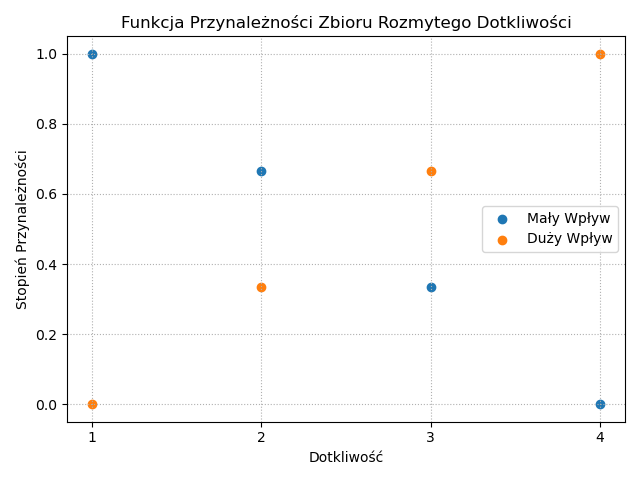 Funkcja Przynależności Zbioru Rozmytego Dotkliwości
Stopień Przynależności
1.0
0.8
0.6
0.4
0.2
0.0
Mały Wpływ
Duży Wpływ
1 2 3 4
Dotkliwość